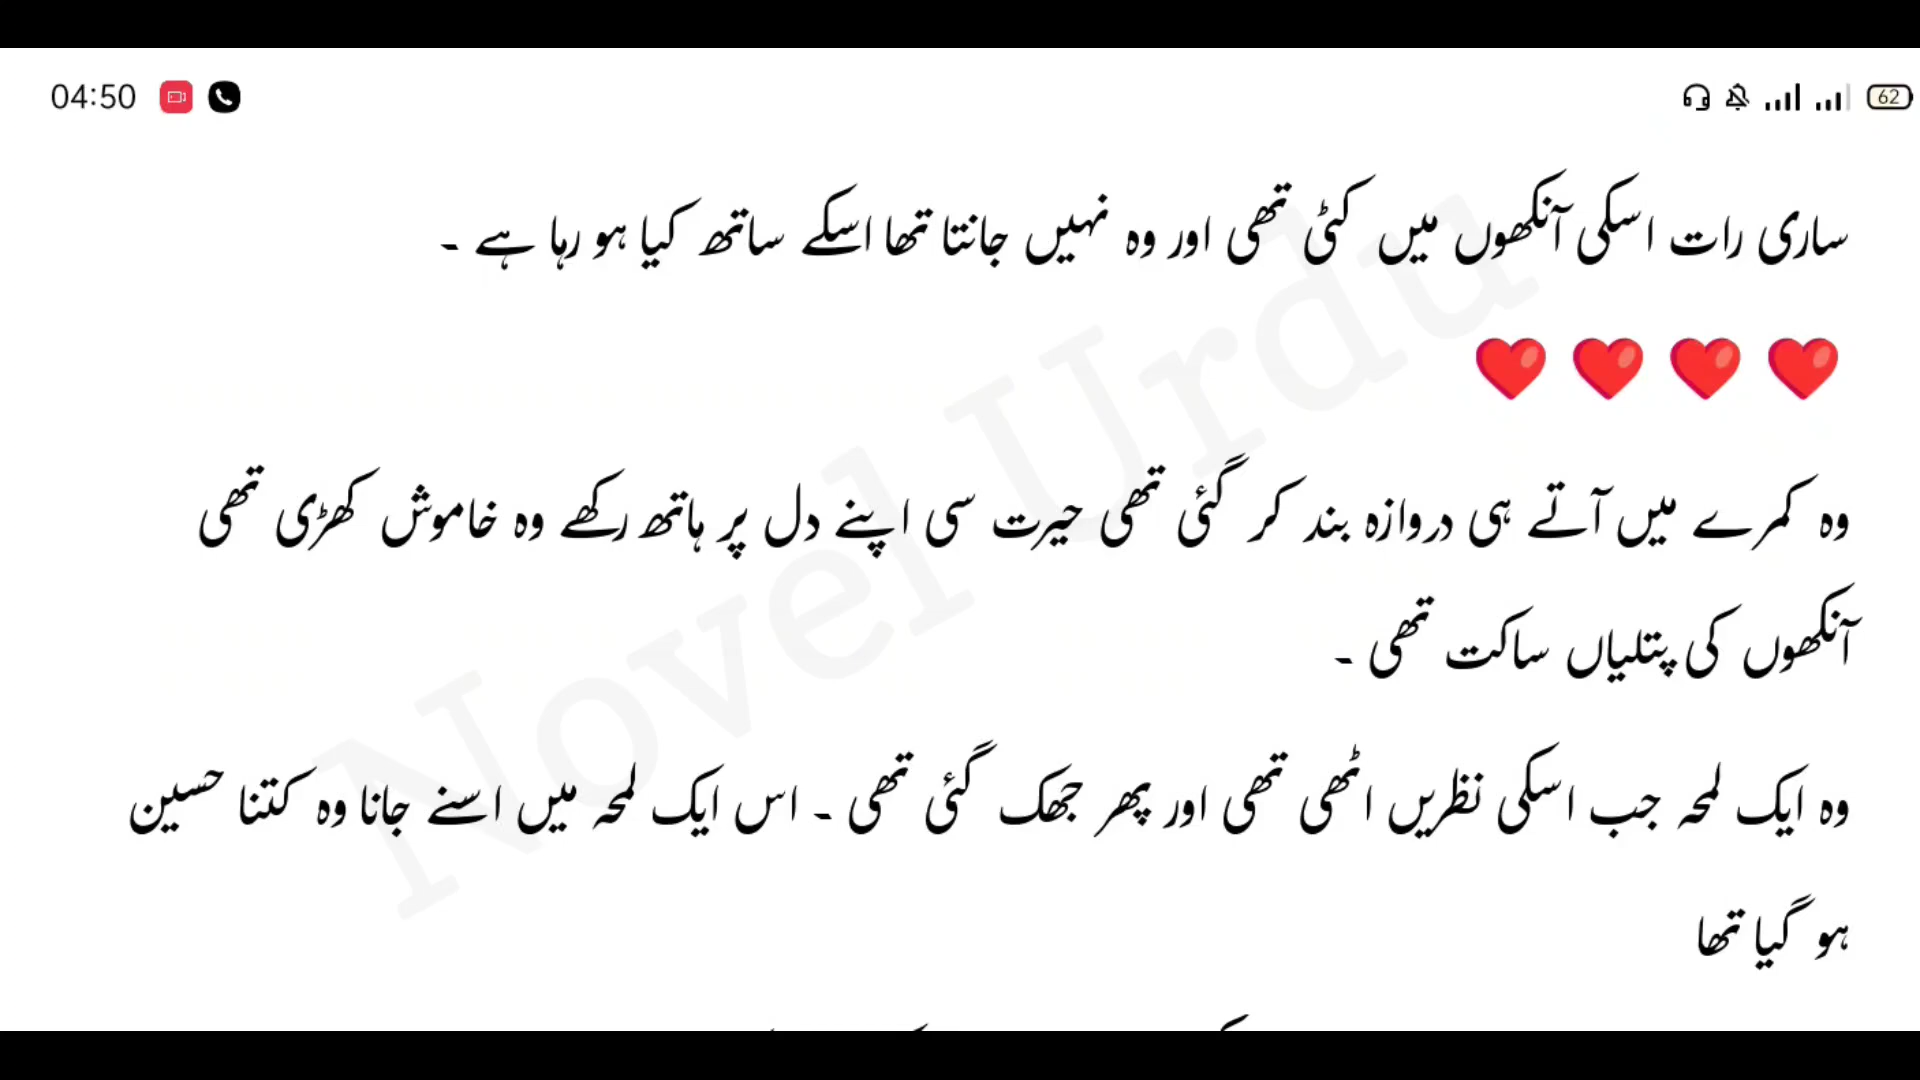 04:50
62
ساری رات اسکی آنکھوں میں کٹی تھی اور وہ نہیں جانتا تھا اسکے ساتھ کیا ہو رہا ہے ۔
❤️ ❤️ ❤️ ❤️
وہ کمرے میں آتے ہی دروازہ بند کر گئی تھی حیرت سی اپنے دل پر ہاتھ رکھے وہ خاموش کھڑی تھی
آنکھوں کی پتلیاں ساکت تھی ۔
وہ ایک لمحہ جب اسکی نظریں اٹھی تھی اور پھر جھک گئی تھی ۔ اس ایک لمحہ میں اسنے جانا وہ کتنا حسین
ہو گیا تھا
Novel Urdu